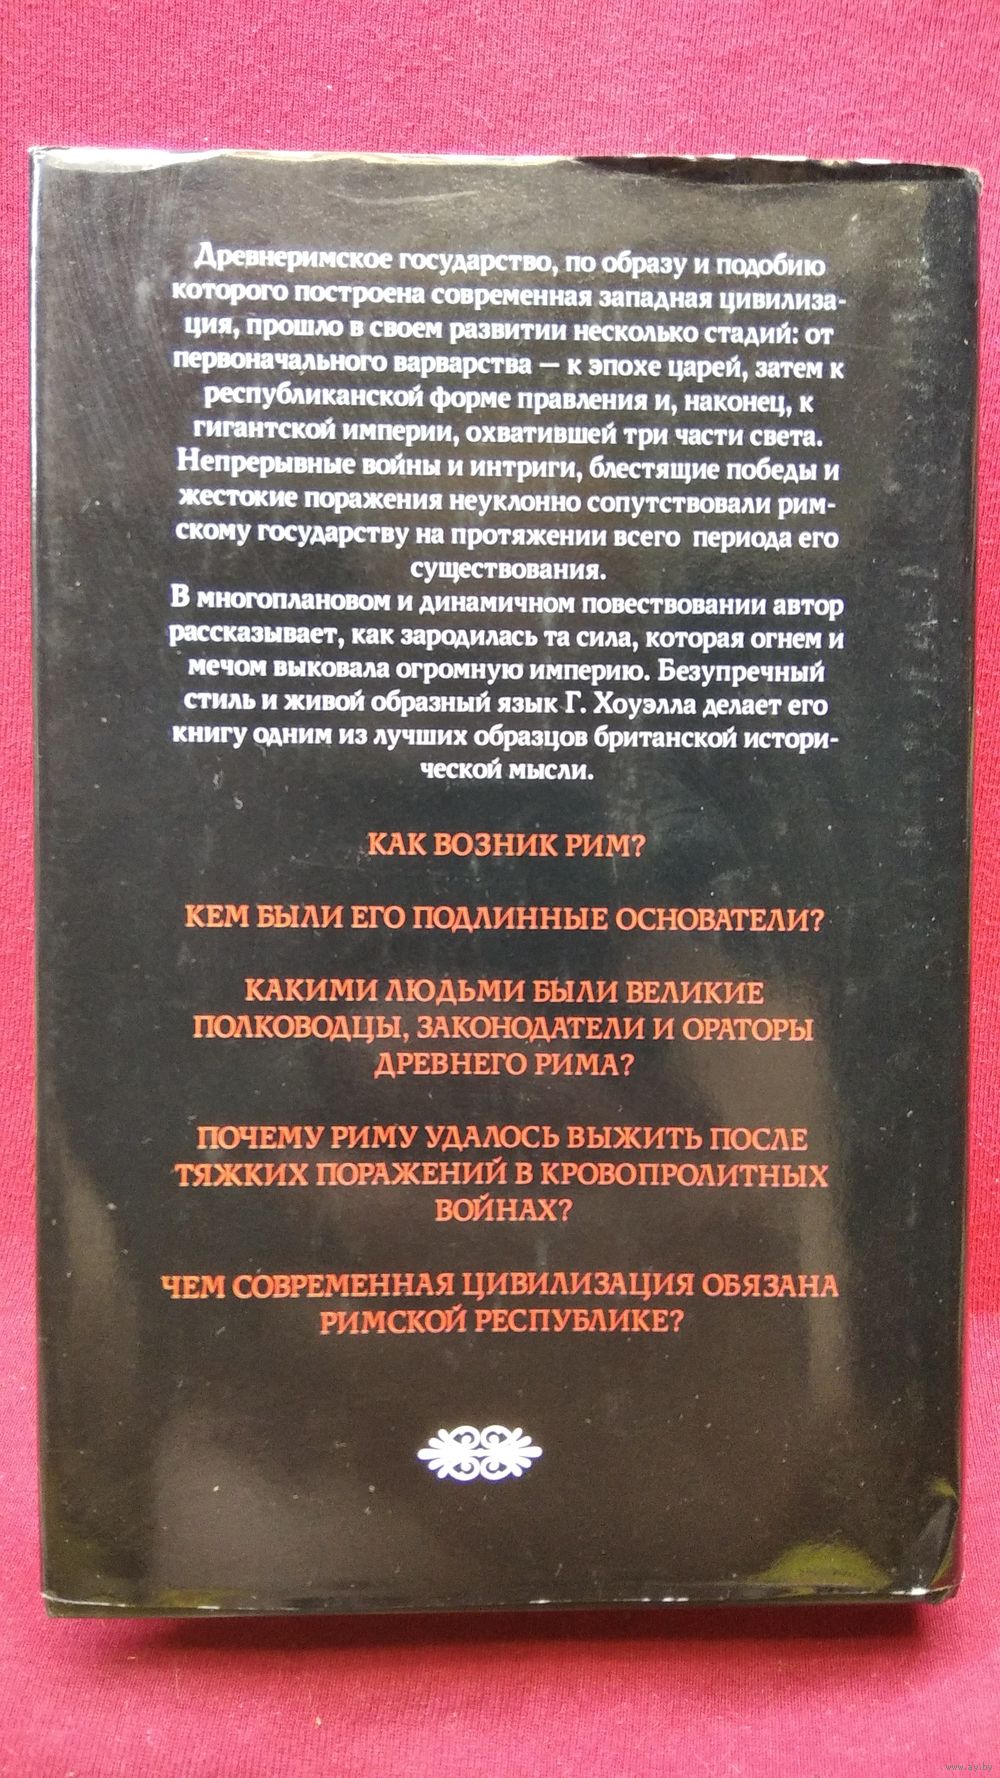 Древнеримское государство, по образу и подобию
которого построена современная западная цивилиза-
ция, прошло в своем развитии несколько стадий: от
первоначального варварства — к эпохе царей, затем к
республиканской форме правления и, наконец, к
гигантской империи, охватившей три части света.
Непрерывные войны и интриги, блестящие победы и
жестокие поражения неуклонно сопутствовали рим-
скому государству на протяжении всего периода его
существования.
В многоплановом и динамичном повествовании автор
рассказывает, как зародилась та сила, которая огнем и
мечом выковала огромную империю. Безупречный
стиль и живой образный язык Г. Хоуэлла делает его
книгу одним из лучших образцов британской истори-
ческой мысли.
КАК ВОЗНИК РИМ?
КЕМ БЫЛИ ЕГО ПОДЛИННЫЕ ОСНОВАТЕЛИ?
КАКИМИ ЛЮДЬМИ БЫЛИ ВЕЛИКИЕ
ПОЛКОВОДЦЫ, ЗАКОНОДАТЕЛИ И ОРАТОРЫ
ДРЕВНЕГО РИМА?
ПОЧЕМУ РИМУ УДАЛОСЬ ВЫЖИТЬ ПОСЛЕ
ТЯЖКИХ ПОРАЖЕНИЙ В КРОВОПРОЛИТНЫХ
ВОЙНАХ?
ЧЕМ СОВРЕМЕННАЯ ЦИВИЛИЗАЦИЯ ОБЯЗАНА
РИМСКОЙ РЕСПУБЛИКЕ?
www.ay.by